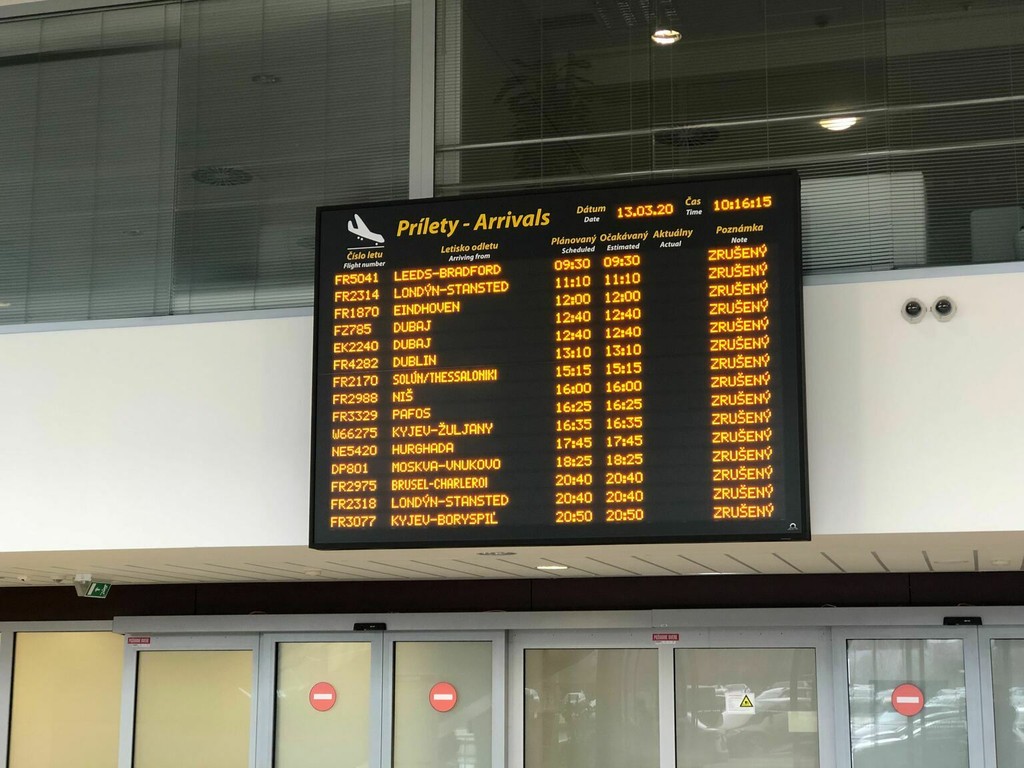 Prílety - Arrivals
Dátum 13.03.20 Čas 10:16:15
Date Time
Číslo letu Letisko odletu Plánovaný Očakávaný Aktuálny Poznámka
Flight number Arriving from Scheduled Estimated Actual Note
FR5041 LEEDS-BRADFORD 09:30 09:30 ZRUŠENÝ
FR2314 LONDÝN-STANSTED 11:10 11:10 ZRUŠENÝ
FR1870 EINDHOVEN 12:00 12:00 ZRUŠENÝ
FZ785 DUBAJ 12:40 12:40 ZRUŠENÝ
EK2240 DUBAJ 12:40 12:40 ZRUŠENÝ
FR4282 DUBLIN 13:10 13:10 ZRUŠENÝ
FR2170 SOLÚN/THESSALONIKI 15:15 15:15 ZRUŠENÝ
FR2988 NIŠ 16:00 16:00 ZRUŠENÝ
FR3329 PAFOS 16:25 16:25 ZRUŠENÝ
W66275 KYJEV-ŽULJANY 16:35 16:35 ZRUŠENÝ
NE5420 HURGHADA 17:45 17:45 ZRUŠENÝ
DP801 MOSKVA-VNUKOVO 18:25 18:25 ZRUŠENÝ
FR2975 BRUSEL-CHARLEROI 20:40 20:40 ZRUŠENÝ
FR2318 LONDÝN-STANSTED 20:40 20:40 ZRUŠENÝ
FR3077 KYJEV-BORYSPIĽ 20:50 20:50 ZRUŠENÝ